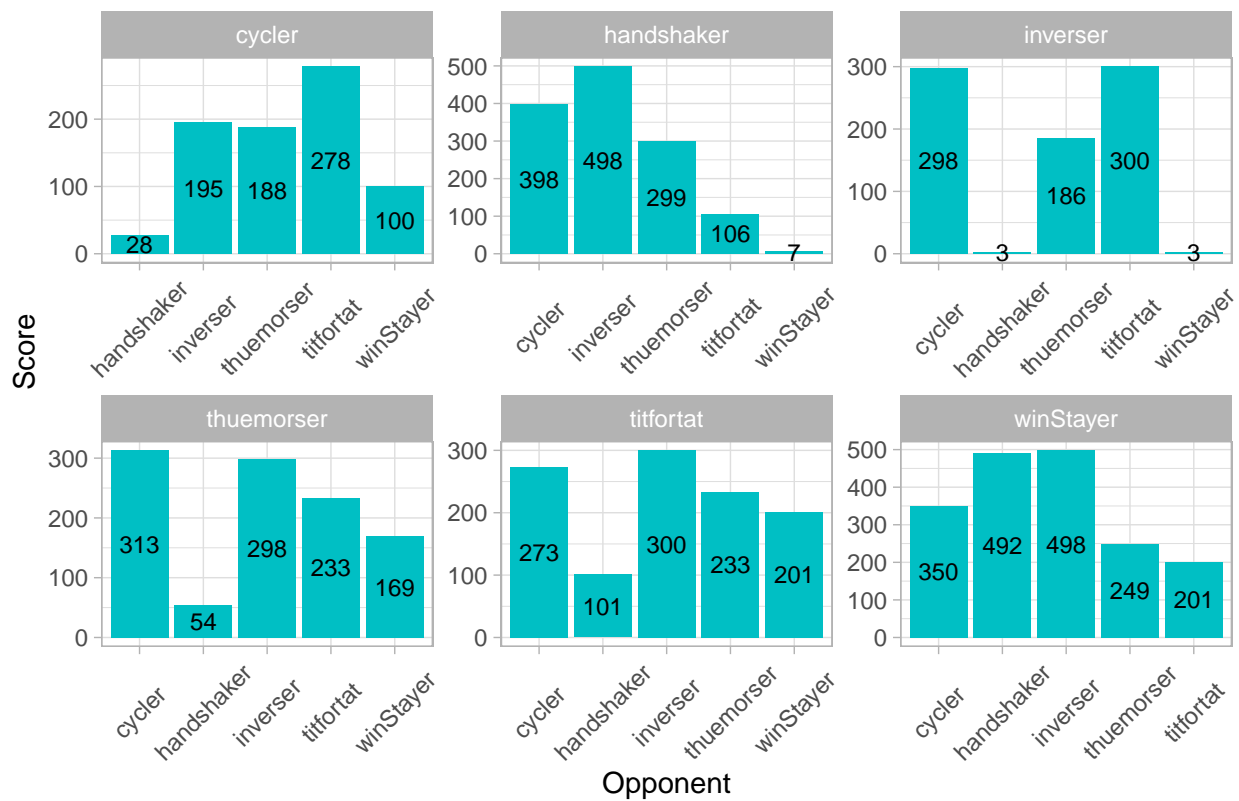 cycler
handshaker
inverser
200
100
0
28
195
188
278
100
handshaker
inverser
thuemorser
titfortat
winStayer
500
400
300
200
100
0
398
498
299
106
7
cycler
inverser
thuemorser
titfortat
winStayer
300
200
100
0
298
3
186
300
3
cycler
handshaker
thuemorser
titfortat
winStayer
Score
thuemorser
titfortat
winStayer
300
200
100
0
313
54
298
233
169
cycler
handshaker
inverser
titfortat
winStayer
300
200
100
0
273
101
300
233
201
cycler
handshaker
inverser
thuemorser
winStayer
500
400
300
200
100
0
350
492
498
249
201
cycler
handshaker
inverser
thuemorser
titfortat
Opponent